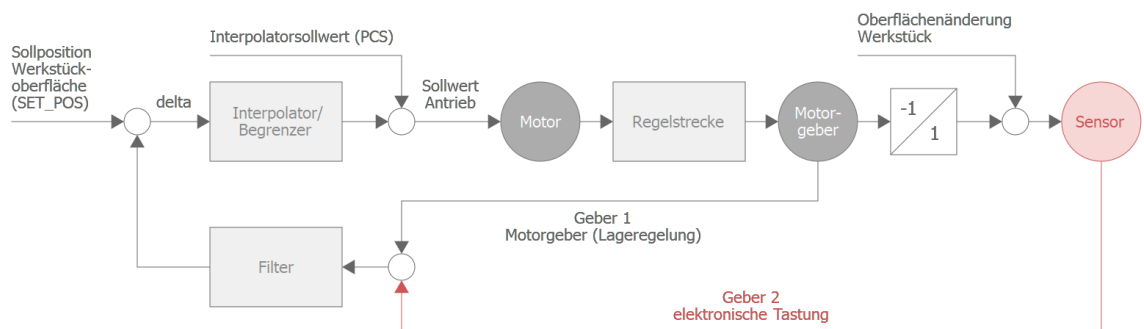 Sollposition
Werkstück-
oberfläche
(SET_POS)
Interpolatorsollwert (PCS)
Oberflächenänderung
Werkstück
delta
Interpolator/
Begrenzer
Sollwert
Antrieb
Motor
Regelstrecke
Motor-
geber
-1
1
Sensor
Geber 1
Motorgeber (Lageregelung)
Filter
Geber 2
elektronische Tastung